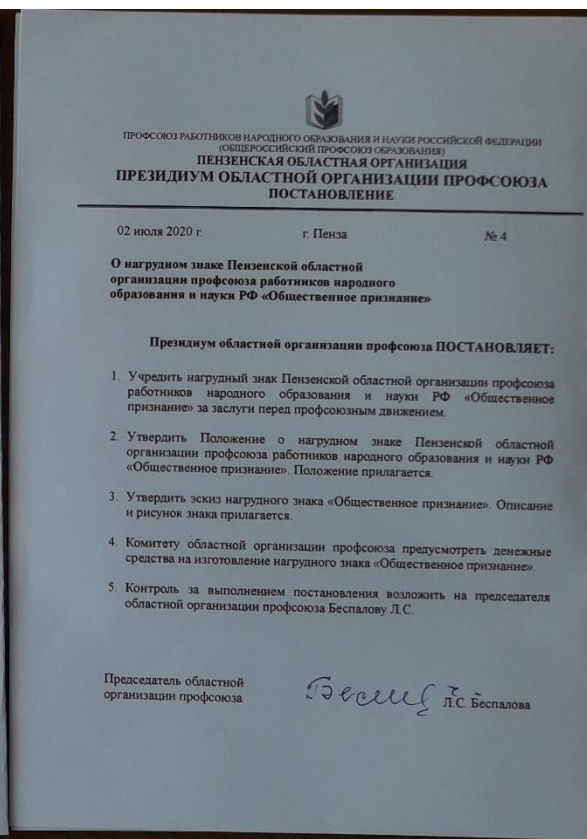 ПРОФСОЮЗ РАБОТНИКОВ НАРОДНОГО ОБРАЗОВАНИЯ И НАУКИ РОССИЙСКОЙ ФЕДЕРАЦИИ
(ОБЩЕРОССИЙСКИЙ ПРОФСОЮЗ ОБРАЗОВАНИЯ)
ПЕНЗЕНСКАЯ ОБЛАСТНАЯ ОРГАНИЗАЦИЯ
ПРЕЗИДИУМ ОБЛАСТНОЙ ОРГАНИЗАЦИИ ПРОФСОЮЗА
ПОСТАНОВЛЕНИЕ
02 июля 2020 г. г. Пенза № 4
О нагрудном знаке Пензенской областной
организации профсоюза работников народного
образования и науки РФ «Общественное признание»
Президиум областной организации профсоюза ПОСТАНОВЛЯЕТ:
1. Учредить нагрудный знак Пензенской областной организации профсоюза
работников народного образования и науки РФ «Общественное
признание» за заслуги перед профсоюзным движением.
2. Утвердить Положение о нагрудном знаке Пензенской областной
организации профсоюза работников народного образования и науки РФ
«Общественное признание». Положение прилагается.
3. Утвердить эскиз нагрудного знака «Общественное признание». Описание
и рисунок знака прилагается.
4. Комитету областной организации профсоюза предусмотреть денежные
средства на изготовление нагрудного знака «Общественное признание».
5. Контроль за выполнением постановления возложить на председателя
областной организации профсоюза Беспалову Л.С.
Председатель областной
организации профсоюза Л.С. Беспалова